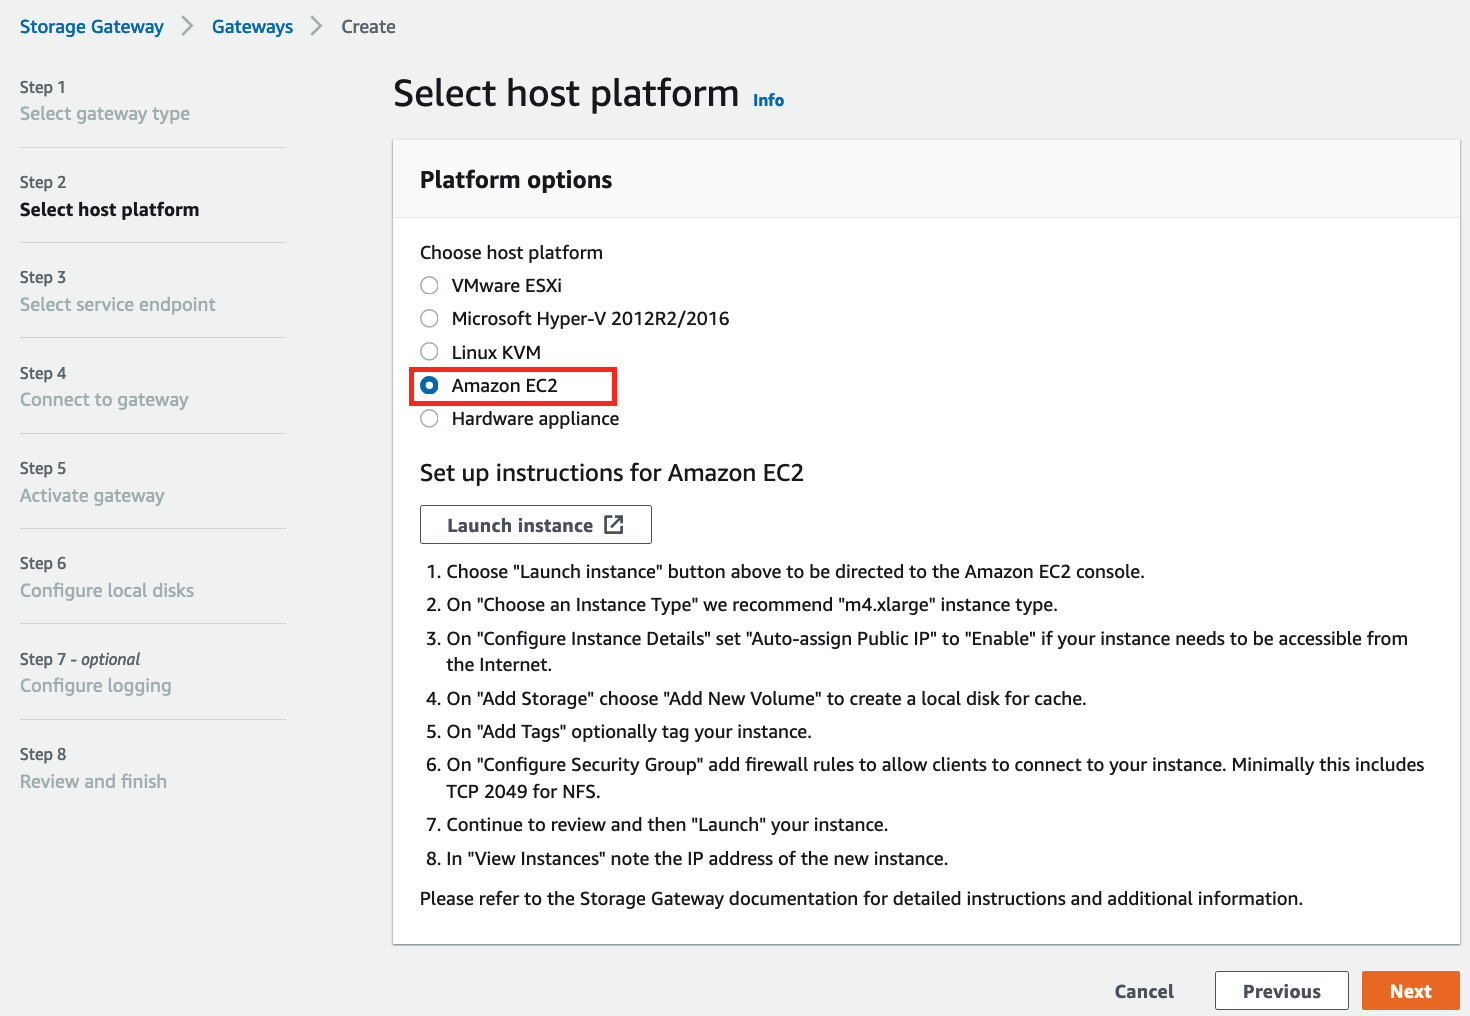 Storage Gateway > Gateways > Create
Step 1
Select gateway type
Step 2
Select host platform
Step 3
Select service endpoint
Step 4
Connect to gateway
Step 5
Activate gateway
Step 6
Configure local disks
Step 7 - optional
Configure logging
Step 8
Review and finish
Select host platform Info
Platform options
Choose host platform
VMware ESXi
Microsoft Hyper-V 2012R2/2016
Linux KVM
Amazon EC2
Hardware appliance
Set up instructions for Amazon EC2
Launch instance
1. Choose "Launch instance" button above to be directed to the Amazon EC2 console.
2. On "Choose an Instance Type" we recommend "m4.xlarge" instance type.
3. On "Configure Instance Details" set "Auto-assign Public IP" to "Enable" if your instance needs to be accessible from
the Internet.
4. On "Add Storage" choose "Add New Volume" to create a local disk for cache.
5. On "Add Tags" optionally tag your instance.
6. On "Configure Security Group" add firewall rules to allow clients to connect to your instance. Minimally this includes
TCP 2049 for NFS.
7. Continue to review and then "Launch" your instance.
8. In "View Instances" note the IP address of the new instance.
Please refer to the Storage Gateway documentation for detailed instructions and additional information.
Cancel Previous Next